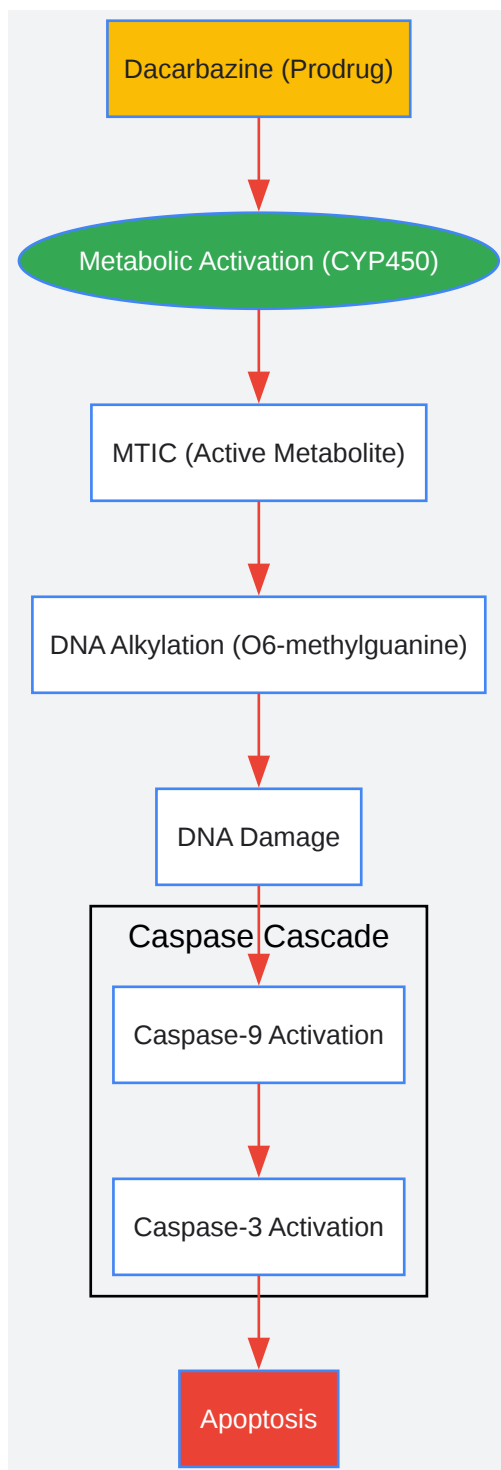 Dacarbazine (Prodrug)
Metabolic Activation (CYP450)
MTIC (Active Metabolite)
DNA Alkylation (O6-methylguanine)
DNA Damage
Caspase Cascade
Caspase-9 Activation
Caspase-3 Activation
Apoptosis